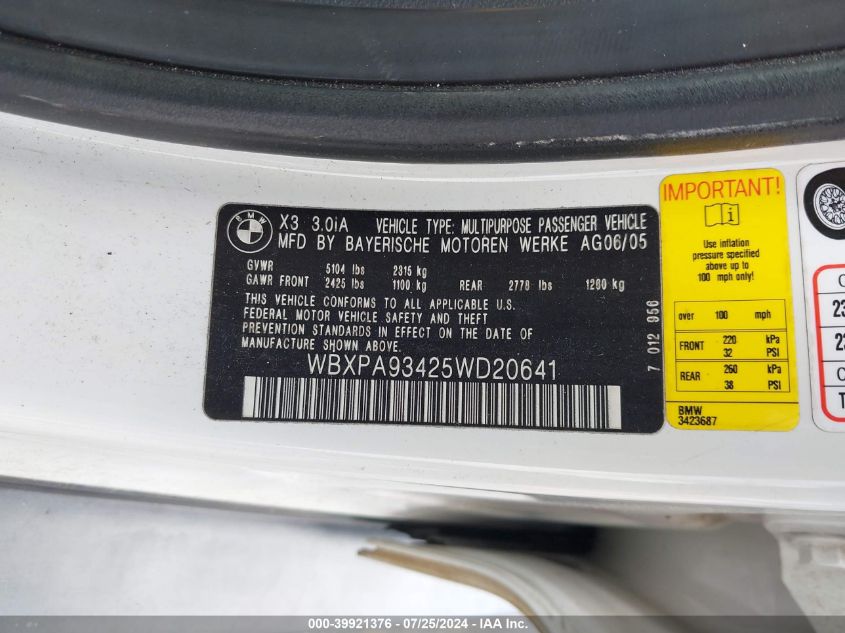 BMW
X3 3.0iA VEHICLE TYPE: MULTIPURPOSE PASSENGER VEHICLE
MFD BY BAYERISCHE MOTOREN WERKE AG06/05
GVWR 5104 lbs 2315 kg
GAWR FRONT 2425 lbs 1100 kg REAR 2778 lbs 1260 kg
THIS VEHICLE CONFORMS TO ALL APPLICABLE U.S.
FEDERAL MOTOR VEHICLE SAFETY AND THEFT
PREVENTION STANDARDS IN EFFECT ON THE DATE OF
MANUFACTURE SHOWN ABOVE.
WBXPA93425WD20641
7 012 956
IMPORTANT!
Use inflation
pressure specified
above up to
100 mph only!
over 100 mph
FRONT 220 kPa
32 PSI
REAR 260 kPa
38 PSI
BMW
3423687
23
23
T
000-39921376 / 07/25/2024 / IAAI.COM